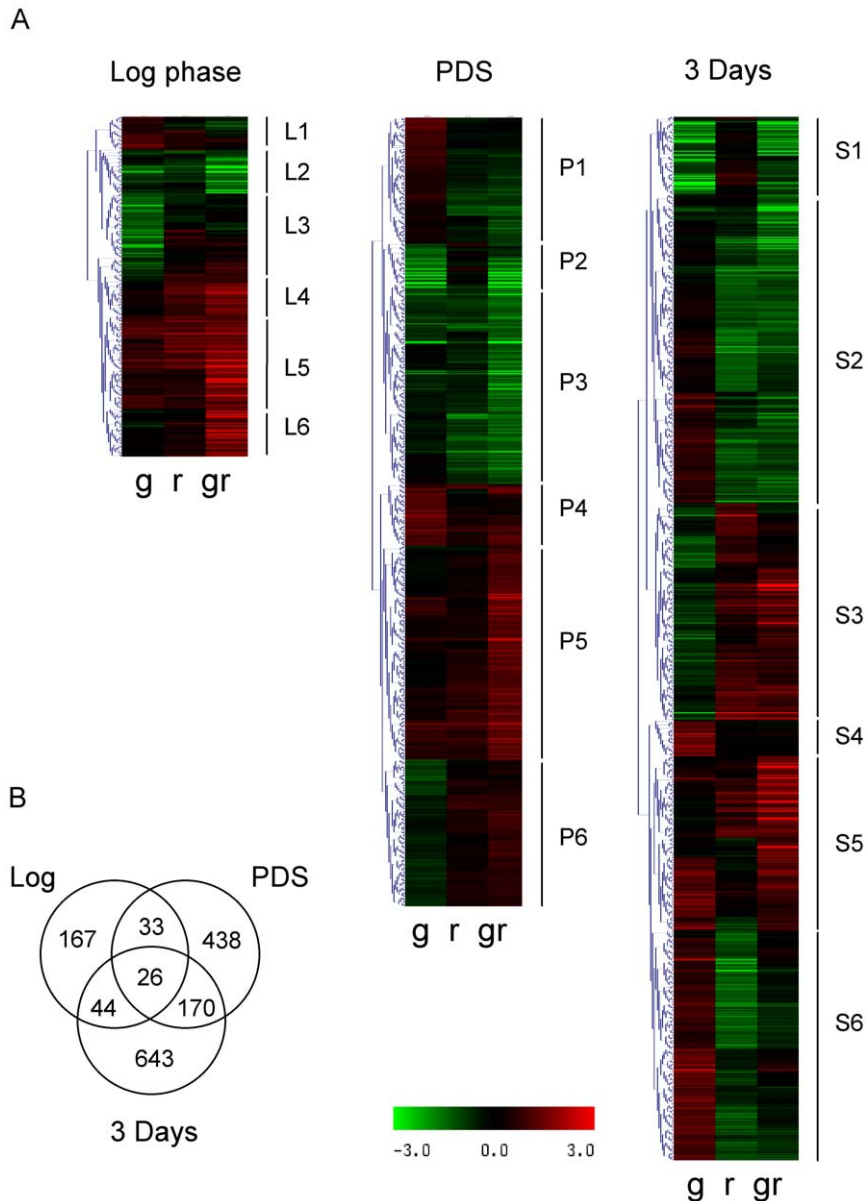 A
Log phase
PDS
3 Days
L1
L2
L3
L4
L5
L6
g r gr
P1
P2
P3
P4
P5
P6
g r gr
S1
S2
S3
S4
S5
S6
g r gr
B
Log
PDS
167
33
438
26
44
170
643
3 Days
-3.0 0.0 3.0